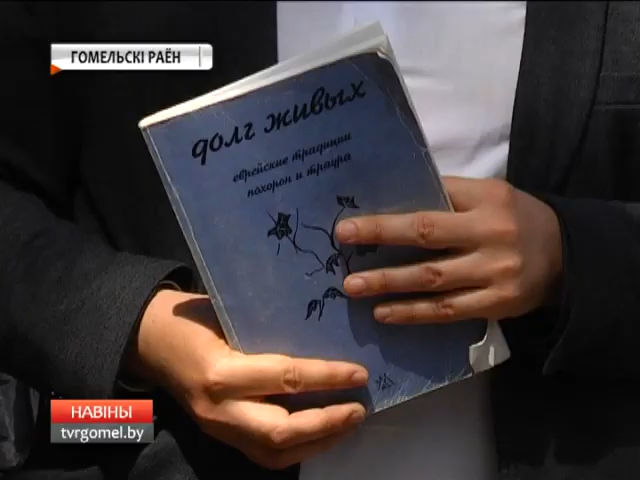 ГОМЕЛЬСКІ РАЁН
долг живых
еврейские традиции
похорон и траура
НАВІНЫ
tvrgomel.by